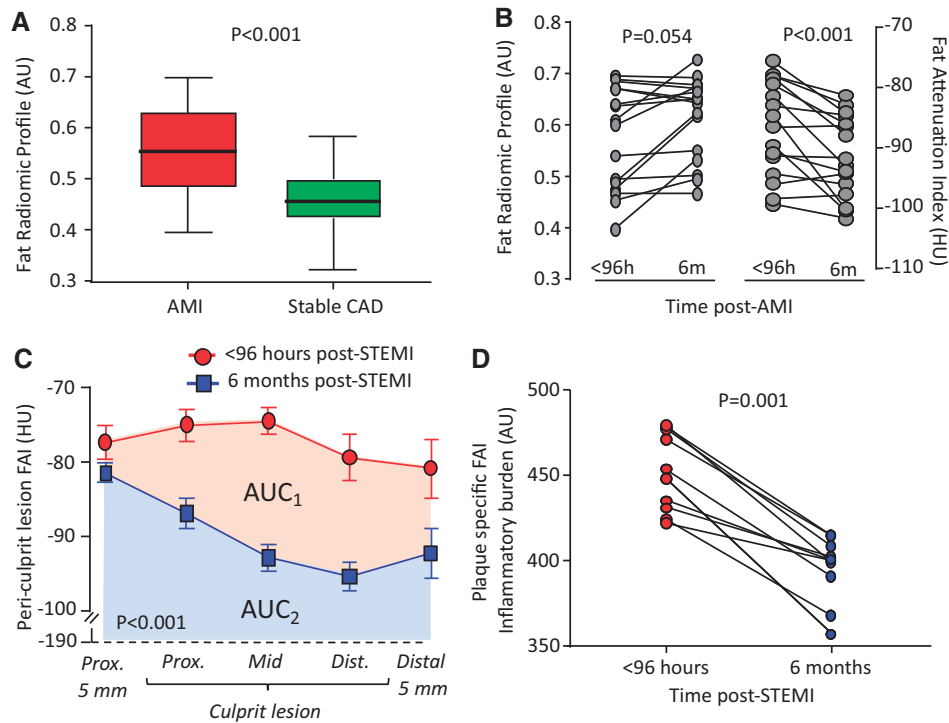 A
P<0.001
Fat Radiomic Profile (AU)
0.8
0.7
0.6
0.5
0.4
0.3
AMI
Stable CAD
B
P=0.054
P<0.001
Fat Radiomic Profile (AU)
0.8
0.7
0.6
0.5
0.4
0.3
-70
-80
-90
-100
-110
Fat Attenuation Index (HU)
<96h
6m
<96h
6m
Time post-AMI
C
<96 hours post-STEMI
6 months post-STEMI
Peri-culprit lesion FAI (HU)
-70
-80
-90
-100
-190
AUC1
AUC2
P<0.001
Prox. 5 mm
Prox.
Mid
Dist.
Distal 5 mm
Culprit lesion
D
P=0.001
Plaque specific FAI
Inflammatory burden (AU)
500
450
400
350
<96 hours
6 months
Time post-STEMI